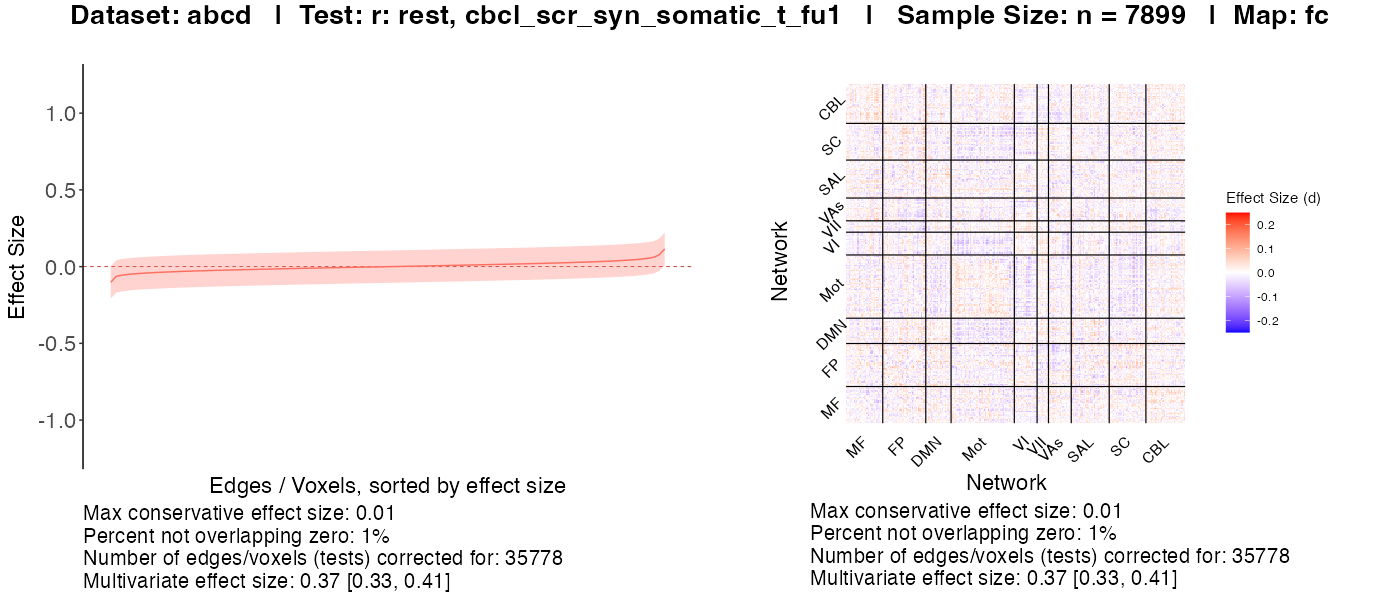 Dataset: abcd | Test: r: rest, cbcl_scr_syn_somatic_t_fu1 | Sample Size: n = 7899 | Map: fc
Effect Size
1.0
0.5
0.0
-0.5
-1.0
Edges / Voxels, sorted by effect size
Max conservative effect size: 0.01
Percent not overlapping zero: 1%
Number of edges/voxels (tests) corrected for: 35778
Multivariate effect size: 0.37 [0.33, 0.41]
Network
CBL
SC
SAL
VAs
VII
VI
Mot
DMN
FP
MF
MF
FP
DMN
Mot
VI
VII
VAs
SAL
SC
CBL
Network
Effect Size (d)
0.2
0.1
0.0
-0.1
-0.2
Max conservative effect size: 0.01
Percent not overlapping zero: 1%
Number of edges/voxels (tests) corrected for: 35778
Multivariate effect size: 0.37 [0.33, 0.41]